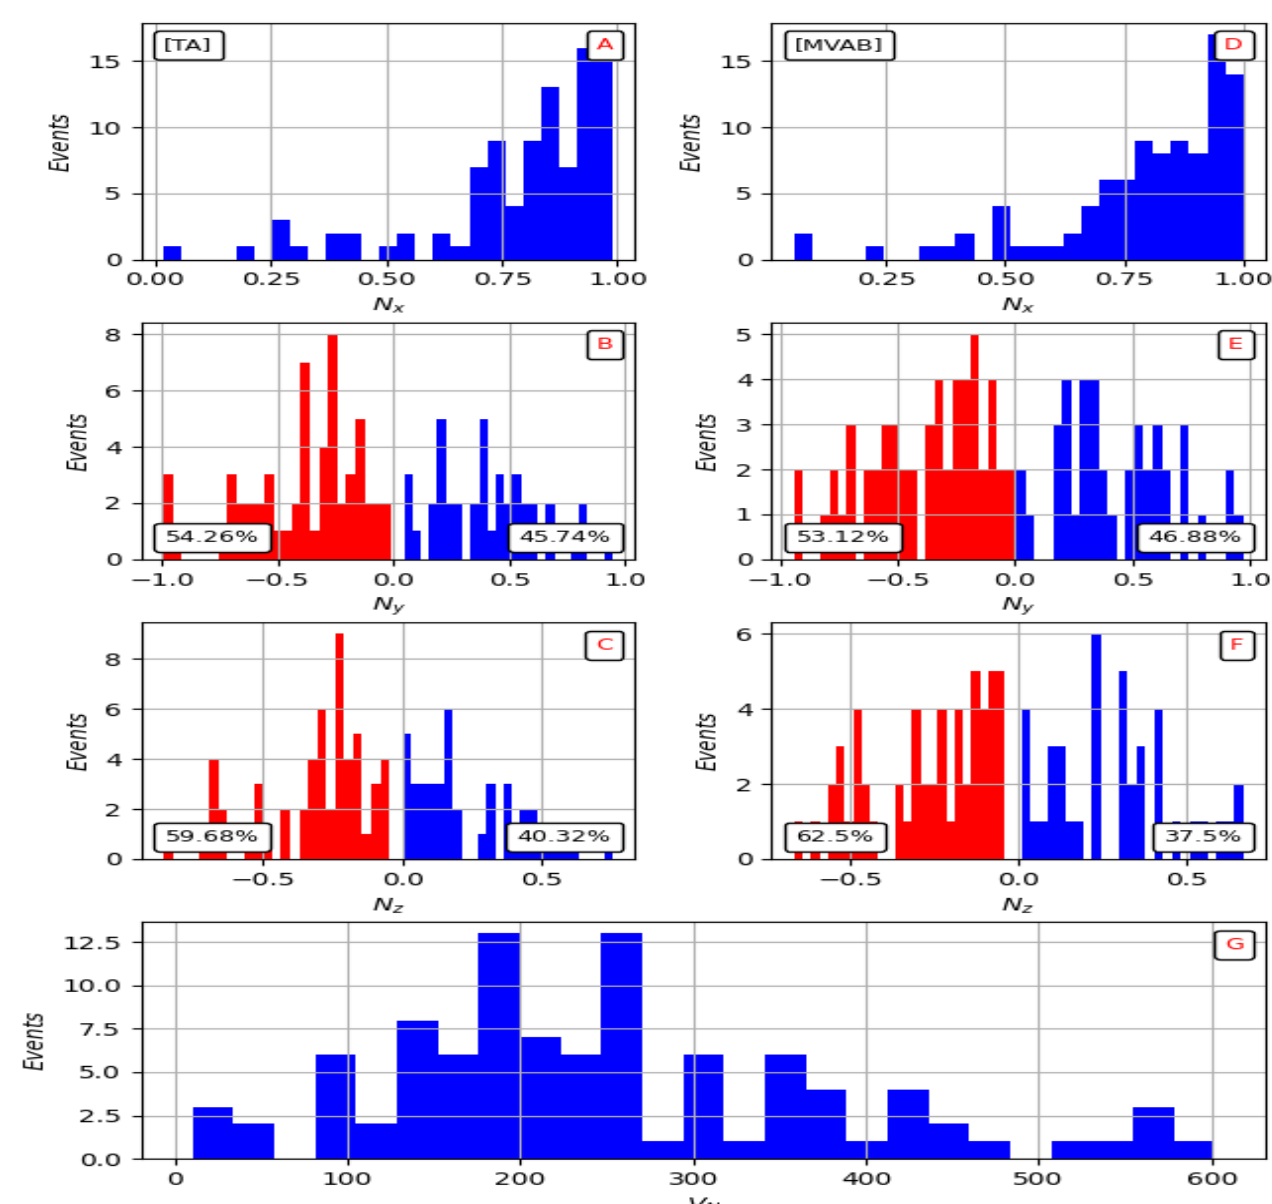 [TA] A
15
10
5
0
Events
0.00 0.25 0.50 0.75 1.00
Nx
[MVAB] D
15
10
5
0
Events
0.25 0.50 0.75 1.00
Nx
B
8
6
4
2
0
Events
54.26% 45.74%
−1.0 −0.5 0.0 0.5 1.0
Ny
E
5
4
3
2
1
0
Events
53.12% 46.88%
−1.0 −0.5 0.0 0.5 1.0
Ny
C
8
6
4
2
0
Events
59.68% 40.32%
−0.5 0.0 0.5
Nz
F
6
4
2
0
Events
62.5% 37.5%
−0.5 0.0 0.5
Nz
G
12.5
10.0
7.5
5.0
2.5
0.0
Events
0 100 200 300 400 500 600